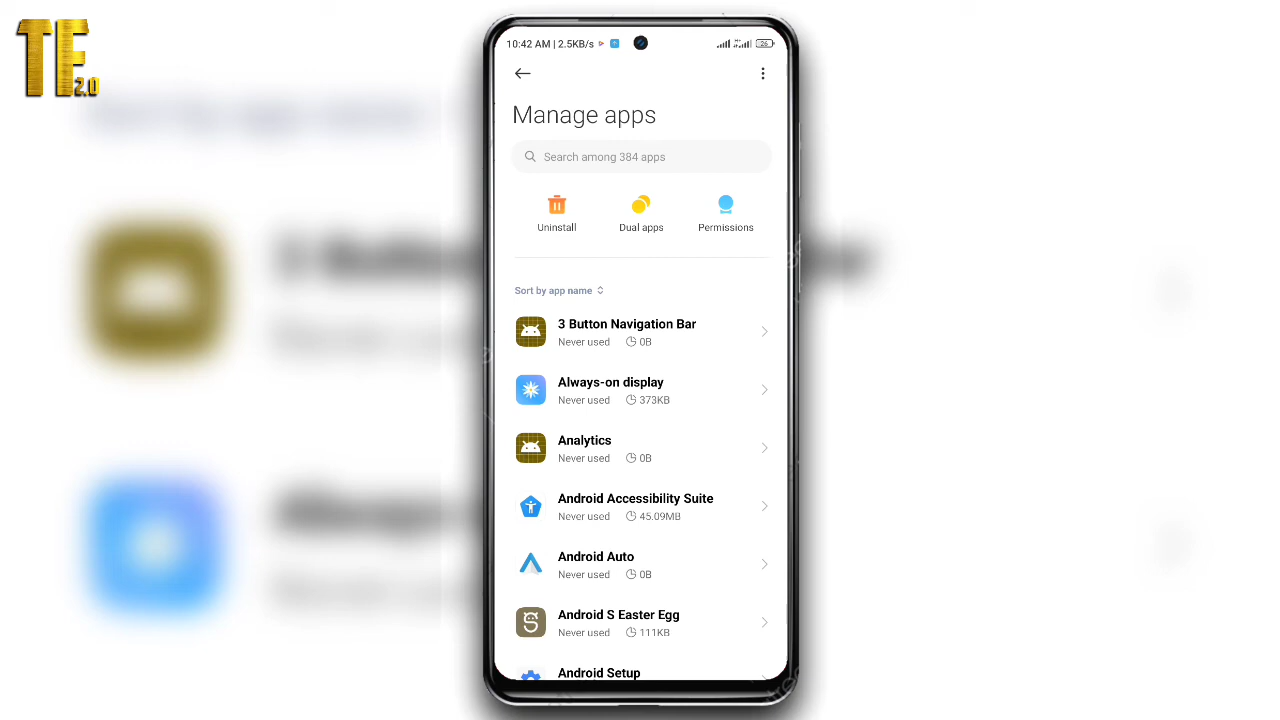 TF
2.0
10:42 AM | 2.5KB/s
26
Manage apps
Search among 384 apps
Uninstall
Dual apps
Permissions
Sort by app name
3 Button Navigation Bar
Never used 0B
Always-on display
Never used 373KB
Analytics
Never used 0B
Android Accessibility Suite
Never used 45.09MB
Android Auto
Never used 0B
Android S Easter Egg
Never used 111KB
Android Setup